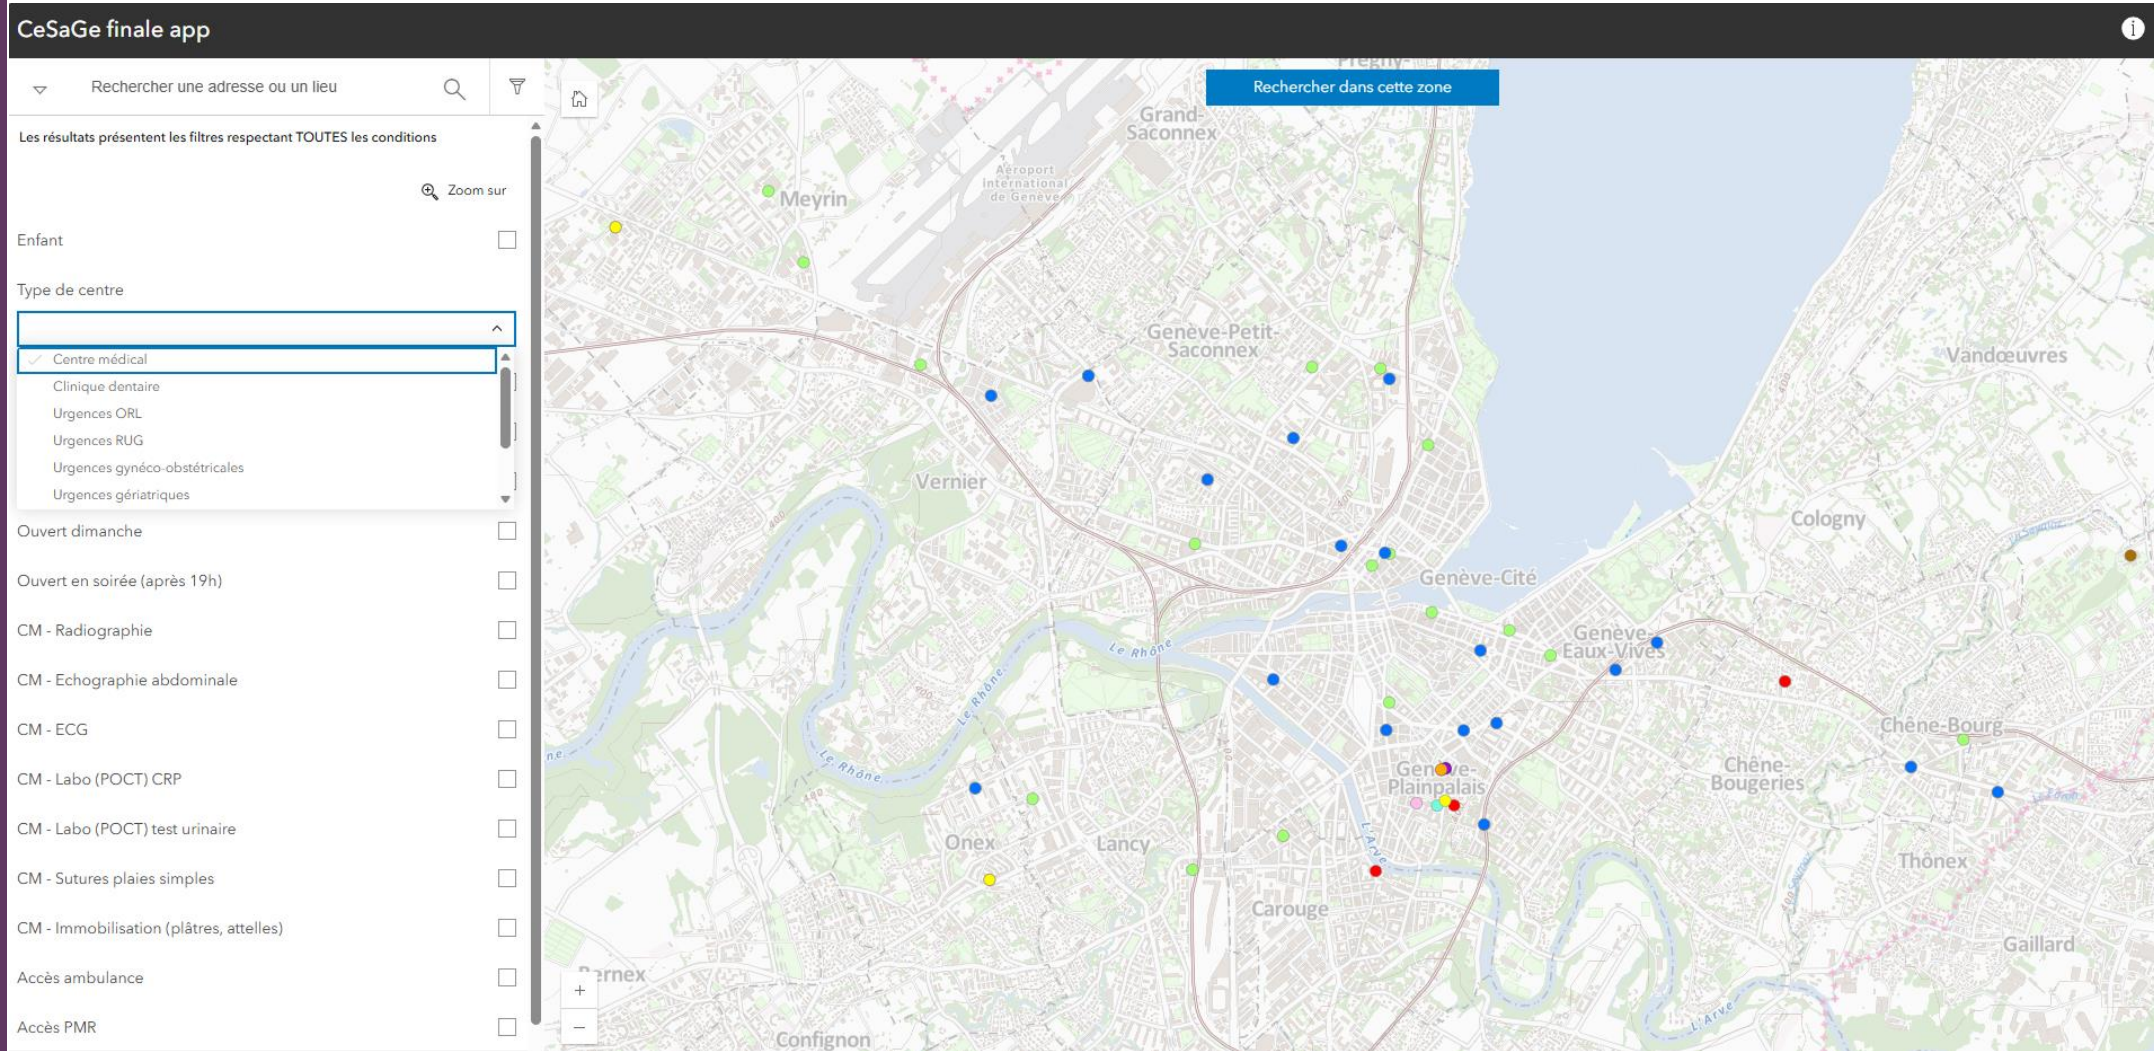 CeSaGe finale app
Rechercher une adresse ou un lieu
Les résultats présentent les filtres respectant TOUTES les conditions
Zoom sur
Enfant
Type de centre
Centre médical
Clinique dentaire
Urgences ORL
Urgences RUG
Urgences gynéco-obstétricales
Urgences gériatriques
Ouvert dimanche
Ouvert en soirée (après 19h)
CM - Radiographie
CM - Echographie abdominale
CM - ECG
CM - Labo (POCT) CRP
CM - Labo (POCT) test urinaire
CM - Sutures plaies simples
CM - Immobilisation (plâtres, attelles)
Accès ambulance
Accès PMR
Rechercher dans cette zone
Grand-
Saconnex
Aéroport
International
de Genève
Meyrin
Genève-Petit-
Saconnex
Vandœuvres
Vernier
Cologny
Genève-Cité
Genève-
Eaux-Vives
Le Rhône
Le Rhône
Le Rhône
Chêne-Bourg
Chêne-
Bougeries
Genève-
Plainpalais
L'Arve
Onex
Lancy
Thônex
Carouge
Gaillard
Bernex
L'Arve
Confignon
+
−